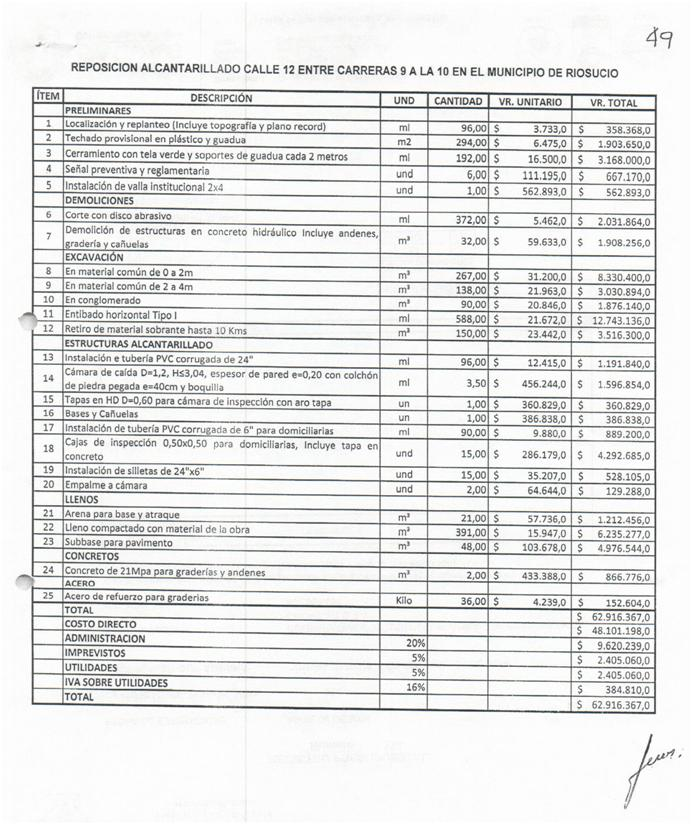 49
REPOSICION ALCANTARILLADO CALLE 12 ENTRE CARRERAS 9 A LA 10 EN EL MUNICIPIO DE RIOSUCIO
ÍTEM DESCRIPCIÓN UND CANTIDAD VR. UNITARIO VR. TOTAL
PRELIMINARES
1 Localización y replanteo (Incluye topografía y plano record) ml 96,00 $ 3.733,0 $ 358.368,0
2 Techado provisional en plástico y guadua m2 294,00 $ 6.475,0 $ 1.903.650,0
3 Cerramiento con tela verde y soportes de guadua cada 2 metros ml 192,00 $ 16.500,0 $ 3.168.000,0
4 Señal preventiva y reglamentaria und 6,00 $ 111.195,0 $ 667.170,0
5 Instalación de valla institucional 2x4 und 1,00 $ 562.893,0 $ 562.893,0
DEMOLICIONES
6 Corte con disco abrasivo ml 372,00 $ 5.462,0 $ 2.031.864,0
7 Demolición de estructuras en concreto hidráulico Incluye andenes,
gradería y cañuelas m³ 32,00 $ 59.633,0 $ 1.908.256,0
EXCAVACIÓN
8 En material común de 0 a 2m m³ 267,00 $ 31.200,0 $ 8.330.400,0
9 En material común de 2 a 4m m³ 138,00 $ 21.963,0 $ 3.030.894,0
10 En conglomerado m³ 90,00 $ 20.846,0 $ 1.876.140,0
11 Entibado horizontal Tipo I ml 588,00 $ 21.672,0 $ 12.743.136,0
12 Retiro de material sobrante hasta 10 Kms m³ 150,00 $ 23.442,0 $ 3.516.300,0
ESTRUCTURAS ALCANTARILLADO
13 Instalación e tubería PVC corrugada de 24" ml 96,00 $ 12.415,0 $ 1.191.840,0
14 Cámara de caída D=1,2, H≤3,04, espesor de pared e=0,20 con colchón
de piedra pegada e=40cm y boquilla ml 3,50 $ 456.244,0 $ 1.596.854,0
15 Tapas en HD D=0,60 para cámara de inspección con aro tapa un 1,00 $ 360.829,0 $ 360.829,0
16 Bases y Cañuelas un 1,00 $ 386.838,0 $ 386.838,0
17 Instalación de tubería PVC corrugada de 6" para domiciliarias ml 90,00 $ 9.880,0 $ 889.200,0
18 Cajas de inspección 0,50x0,50 para domiciliarias, Incluye tapa en
concreto und 15,00 $ 286.179,0 $ 4.292.685,0
19 Instalación de silletas de 24"x6" und 15,00 $ 35.207,0 $ 528.105,0
20 Empalme a cámara und 2,00 $ 64.644,0 $ 129.288,0
LLENOS
21 Arena para base y atraque m³ 21,00 $ 57.736,0 $ 1.212.456,0
22 Lleno compactado con material de la obra m³ 391,00 $ 15.947,0 $ 6.235.277,0
23 Subbase para pavimento m³ 48,00 $ 103.678,0 $ 4.976.544,0
CONCRETOS
24 Concreto de 21Mpa para graderías y andenes m³ 2,00 $ 433.388,0 $ 866.776,0
ACERO
25 Acero de refuerzo para graderias Kilo 36,00 $ 4.239,0 $ 152.604,0
TOTAL $ 62.916.367,0
COSTO DIRECTO $ 48.101.198,0
ADMINISTRACION 20% $ 9.620.239,0
IMPREVISTOS 5% $ 2.405.060,0
UTILIDADES 5% $ 2.405.060,0
IVA SOBRE UTILIDADES 16% $ 384.810,0
TOTAL $ 62.916.367,0